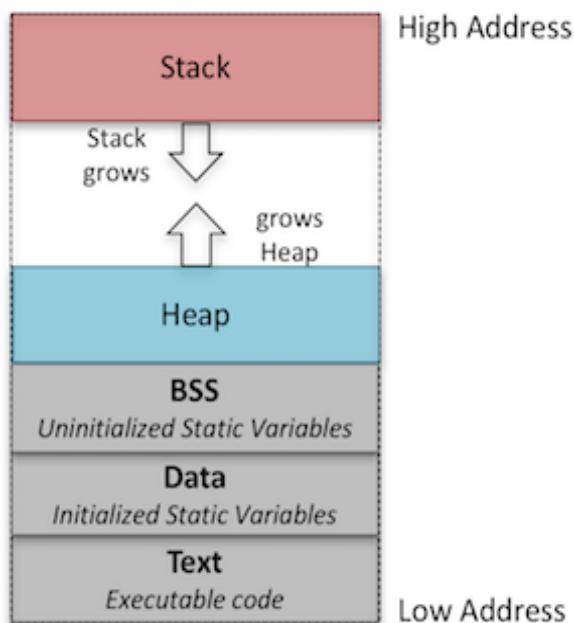 High Address
Stack
Stack
grows
grows
Heap
Heap
BSS
Uninitialized Static Variables
Data
Initialized Static Variables
Text
Executable code
Low Address